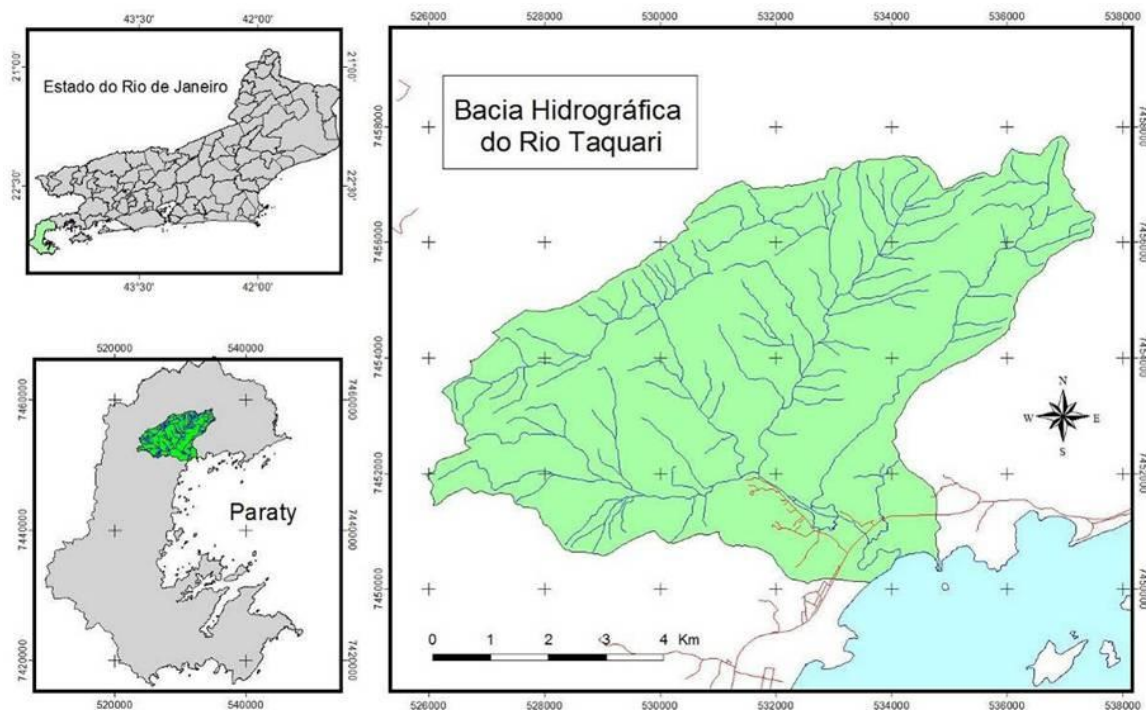 43°30' 42°00'
Estado do Rio de Janeiro
21°00' 21°00'
22°30' 22°30'
43°30' 42°00'
520000 540000
7460000 7460000
Paraty
7440000 7440000
7420000 7420000
520000 540000
526000 528000 530000 532000 534000 536000 538000
Bacia Hidrográfica
do Rio Taquari
7458000 7458000
7456000 7456000
7454000 7454000
N
W E
S
7452000 7452000
7450000 7450000
0 1 2 3 4 Km
526000 528000 530000 532000 534000 536000 538000